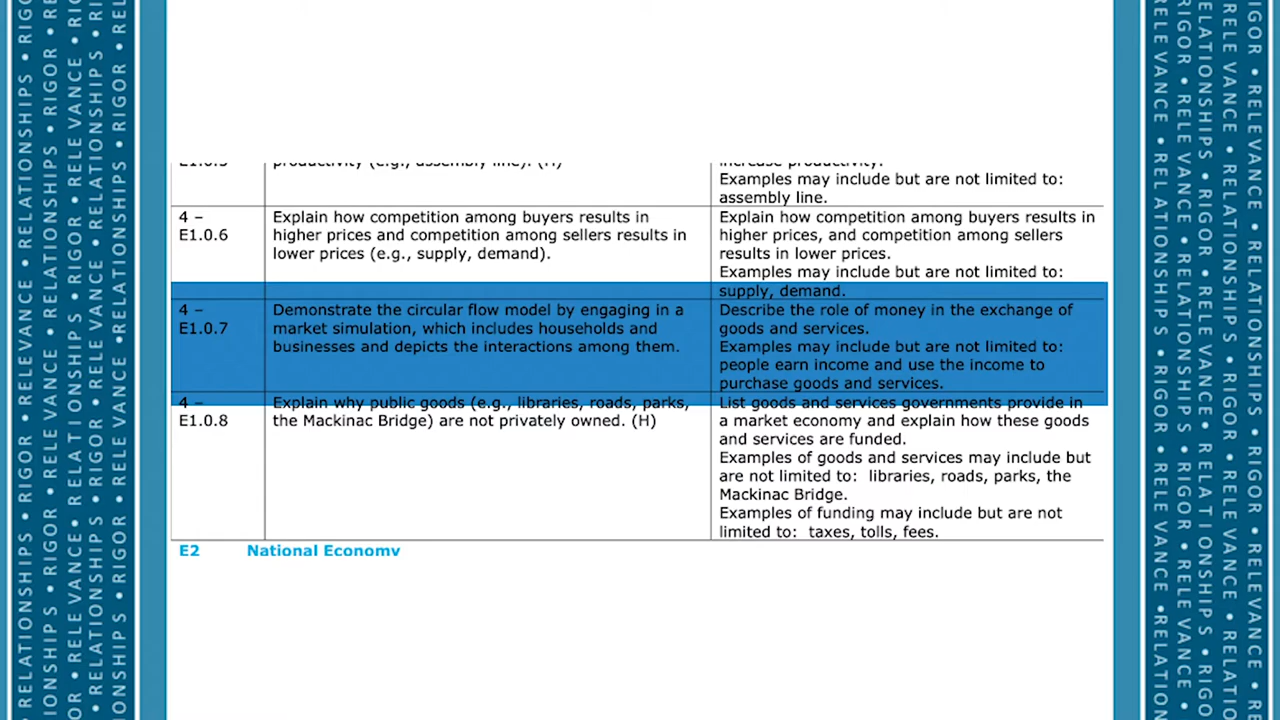 productivity (e.g., assembly line). (H)
increase productivity.
Examples may include but are not limited to:
assembly line.
4 –
E1.0.6
Explain how competition among buyers results in
higher prices and competition among sellers results in
lower prices (e.g., supply, demand).
Explain how competition among buyers results in
higher prices, and competition among sellers
results in lower prices.
Examples may include but are not limited to:
supply, demand.
4 –
E1.0.7
Demonstrate the circular flow model by engaging in a
market simulation, which includes households and
businesses and depicts the interactions among them.
Describe the role of money in the exchange of
goods and services.
Examples may include but are not limited to:
people earn income and use the income to
purchase goods and services.
4 –
E1.0.8
Explain why public goods (e.g., libraries, roads, parks,
the Mackinac Bridge) are not privately owned. (H)
List goods and services governments provide in
a market economy and explain how these goods
and services are funded.
Examples of goods and services may include but
are not limited to: libraries, roads, parks, the
Mackinac Bridge.
Examples of funding may include but are not
limited to: taxes, tolls, fees.
E2 National Economy